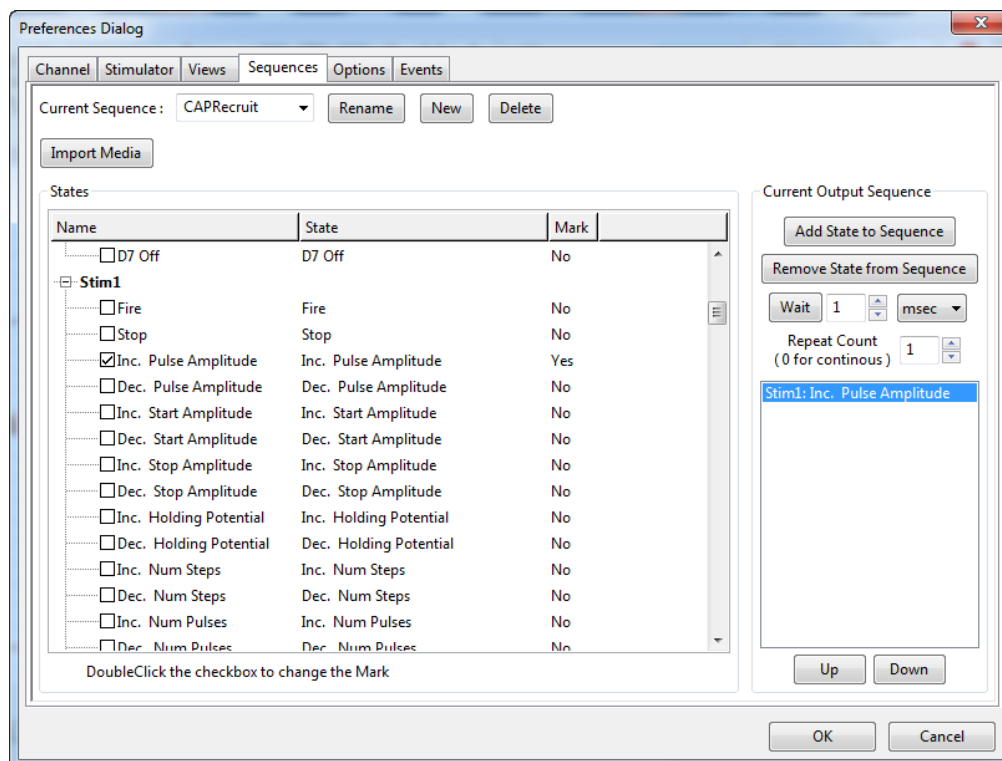 Preferences Dialog
Channel Stimulator Views Sequences Options Events
Current Sequence : CAPRecruit Rename New Delete
Import Media
States
Name State Mark
D7 Off D7 Off No
Stim1
Fire Fire No
Stop Stop No
Inc. Pulse Amplitude Inc. Pulse Amplitude Yes
Dec. Pulse Amplitude Dec. Pulse Amplitude No
Inc. Start Amplitude Inc. Start Amplitude No
Dec. Start Amplitude Dec. Start Amplitude No
Inc. Stop Amplitude Inc. Stop Amplitude No
Dec. Stop Amplitude Dec. Stop Amplitude No
Inc. Holding Potential Inc. Holding Potential No
Dec. Holding Potential Dec. Holding Potential No
Inc. Num Steps Inc. Num Steps No
Dec. Num Steps Dec. Num Steps No
Inc. Num Pulses Inc. Num Pulses No
Dec. Num Pulses Dec. Num Pulses No
DoubleClick the checkbox to change the Mark
Current Output Sequence
Add State to Sequence
Remove State from Sequence
Wait 1 msec
Repeat Count
( 0 for continous ) 1
Stim1: Inc. Pulse Amplitude
Up Down
OK Cancel